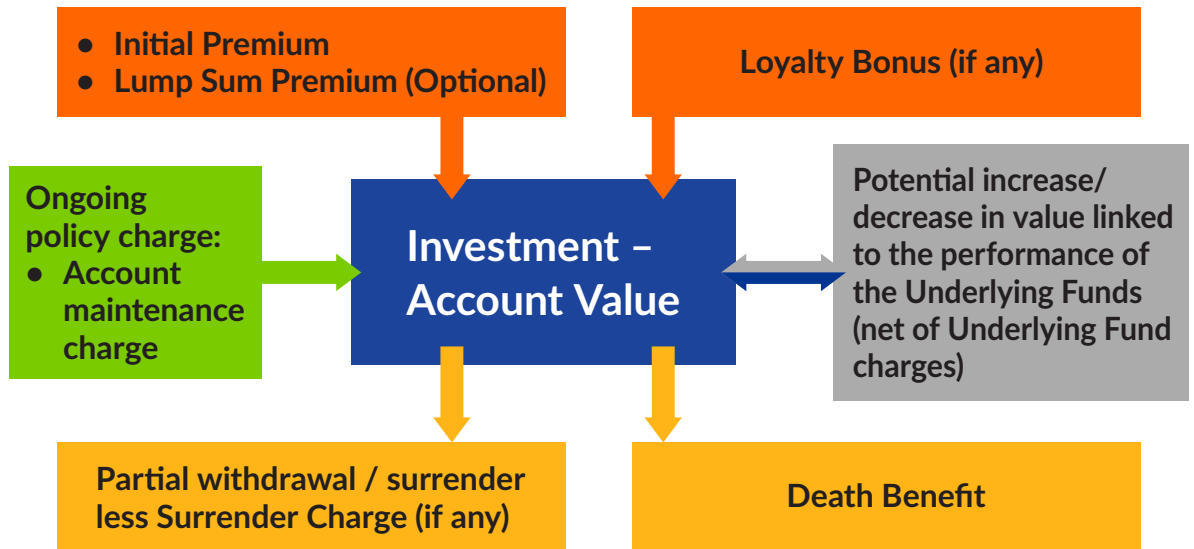 ● Initial Premium
● Lump Sum Premium (Optional)
Loyalty Bonus (if any)
Ongoing
policy charge:
● Account
maintenance
charge
Investment –
Account Value
Potential increase/
decrease in value linked
to the performance of
the Underlying Funds
(net of Underlying Fund
charges)
Partial withdrawal / surrender
less Surrender Charge (if any)
Death Benefit